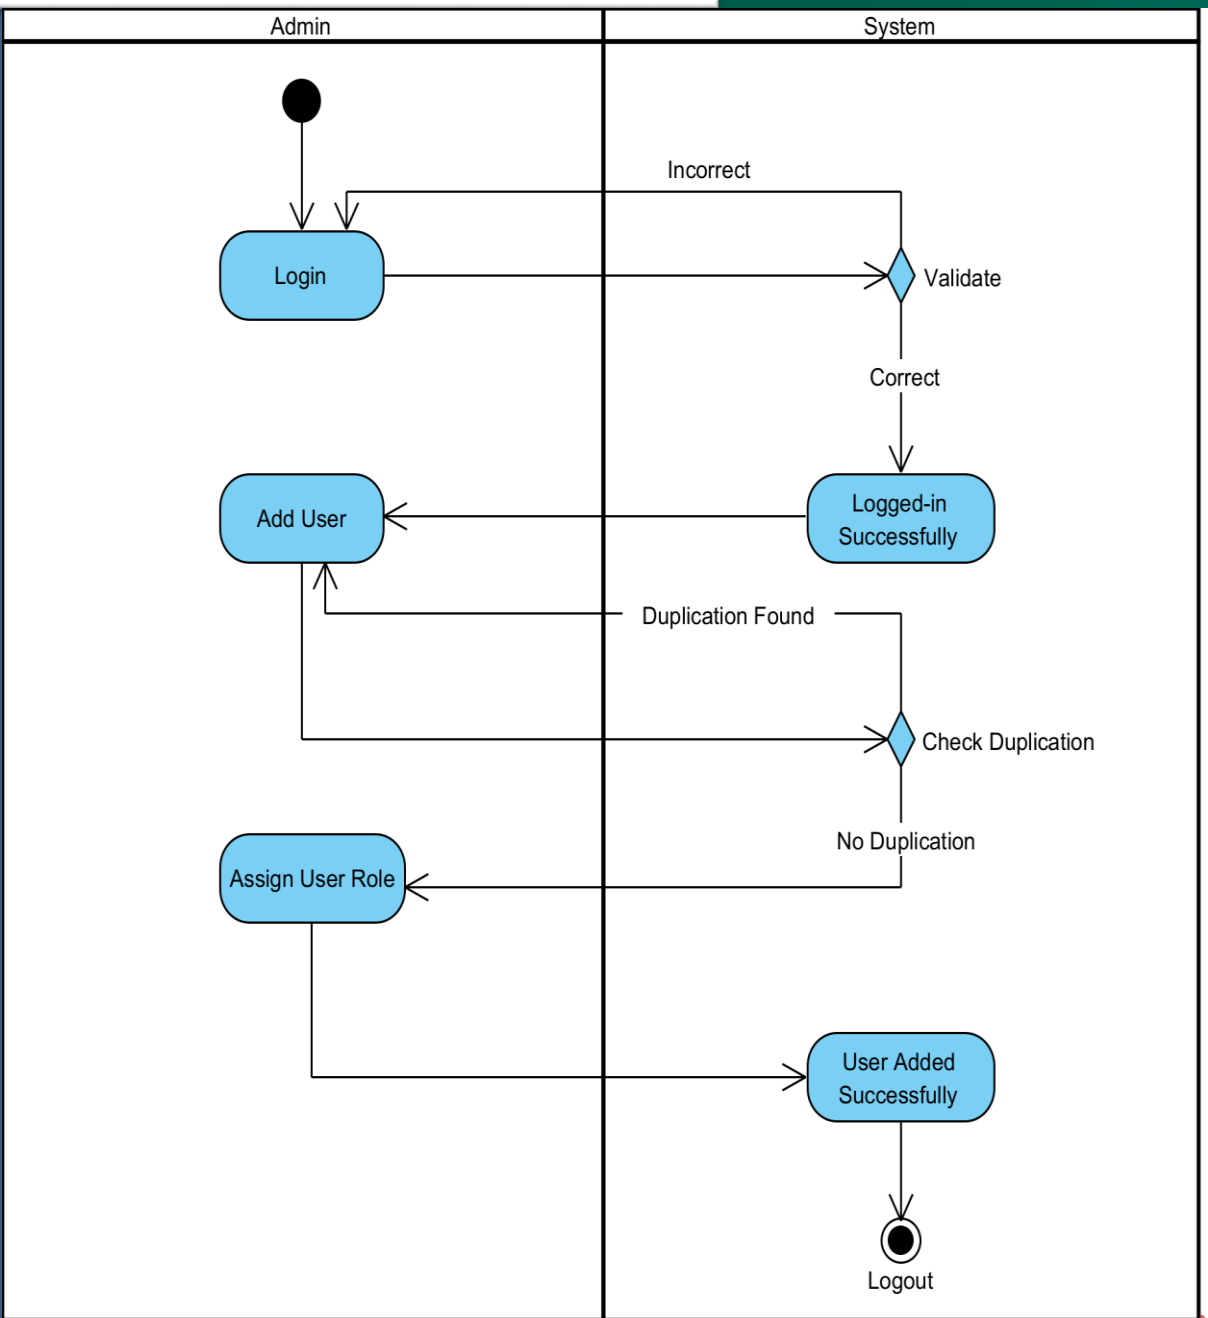 Admin
System
Incorrect
Login
Validate
Correct
Add User
Logged-in
Successfully
Duplication Found
Check Duplication
No Duplication
Assign User Role
User Added
Successfully
Logout